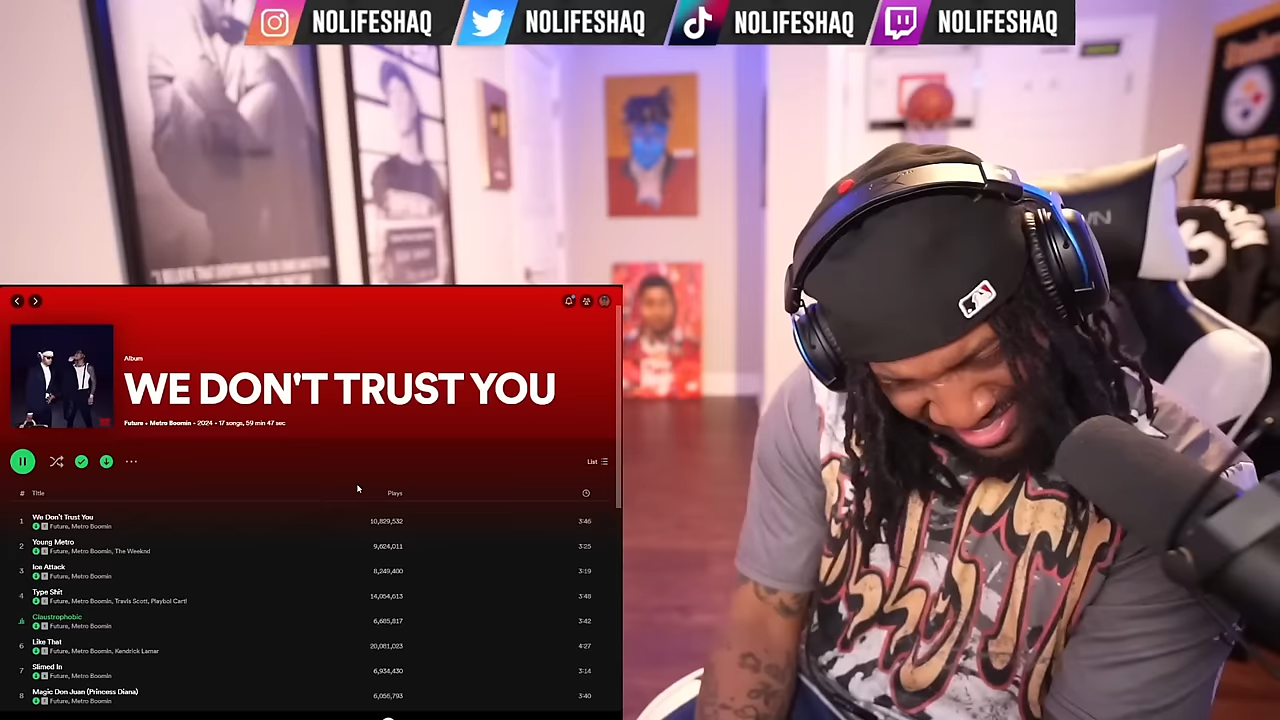 NOLIFESHAQ NOLIFESHAQ NOLIFESHAQ NOLIFESHAQ
Album
WE DON'T TRUST YOU
Future • Metro Boomin • 2024 • 17 songs, 59 min 47 sec
List
# Title Plays
1 We Don't Trust You 10,829,532 3:46
Future, Metro Boomin
2 Young Metro 9,624,011 3:25
Future, Metro Boomin, The Weeknd
3 Ice Attack 8,249,400 3:19
Future, Metro Boomin
4 Type Shit 14,054,613 3:48
Future, Metro Boomin, Travis Scott, Playboi Carti
Claustrophobic 6,685,817 3:42
Future, Metro Boomin
6 Like That 20,081,023 4:27
Future, Metro Boomin, Kendrick Lamar
7 Slimed In 6,934,430 3:14
Future, Metro Boomin
8 Magic Don Juan (Princess Diana) 6,056,793 3:40
Future, Metro Boomin